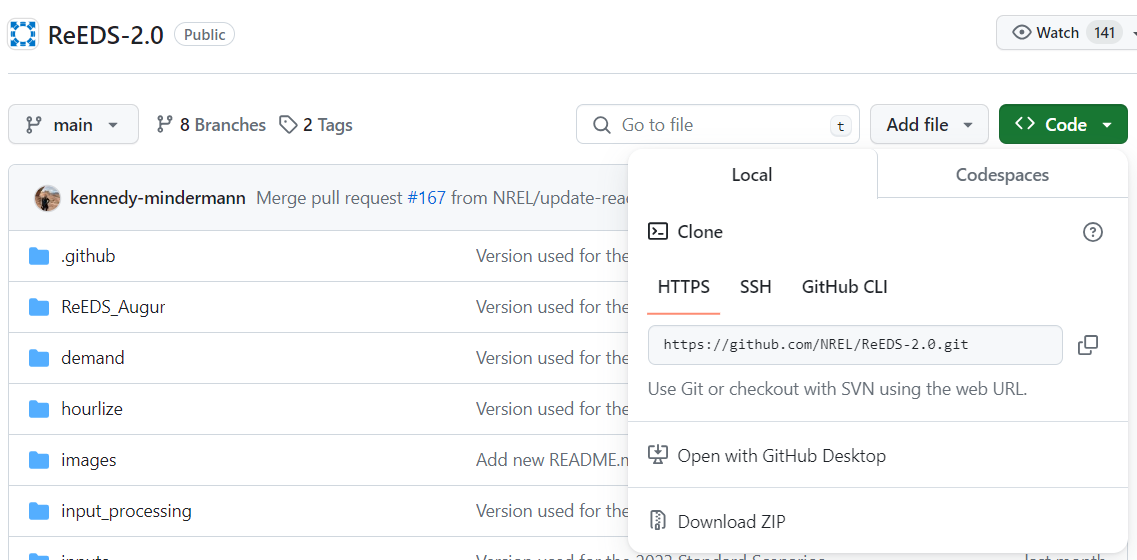 ReEDS-2.0 Public Watch 141
main 8 Branches 2 Tags Go to file t Add file Code
Local Codespaces
kennedy-mindermann Merge pull request #167 from NREL/update-rea
Clone
.github Version used for the
HTTPS SSH GitHub CLI
ReEDS_Augur Version used for the
https://github.com/NREL/ReEDS-2.0.git
demand Version used for the
Use Git or checkout with SVN using the web URL.
hourlize Version used for the
Open with GitHub Desktop
images Add new README.m
input_processing Version used for the
Download ZIP
inputs Version used for the 2023 Standard Scenarios last month